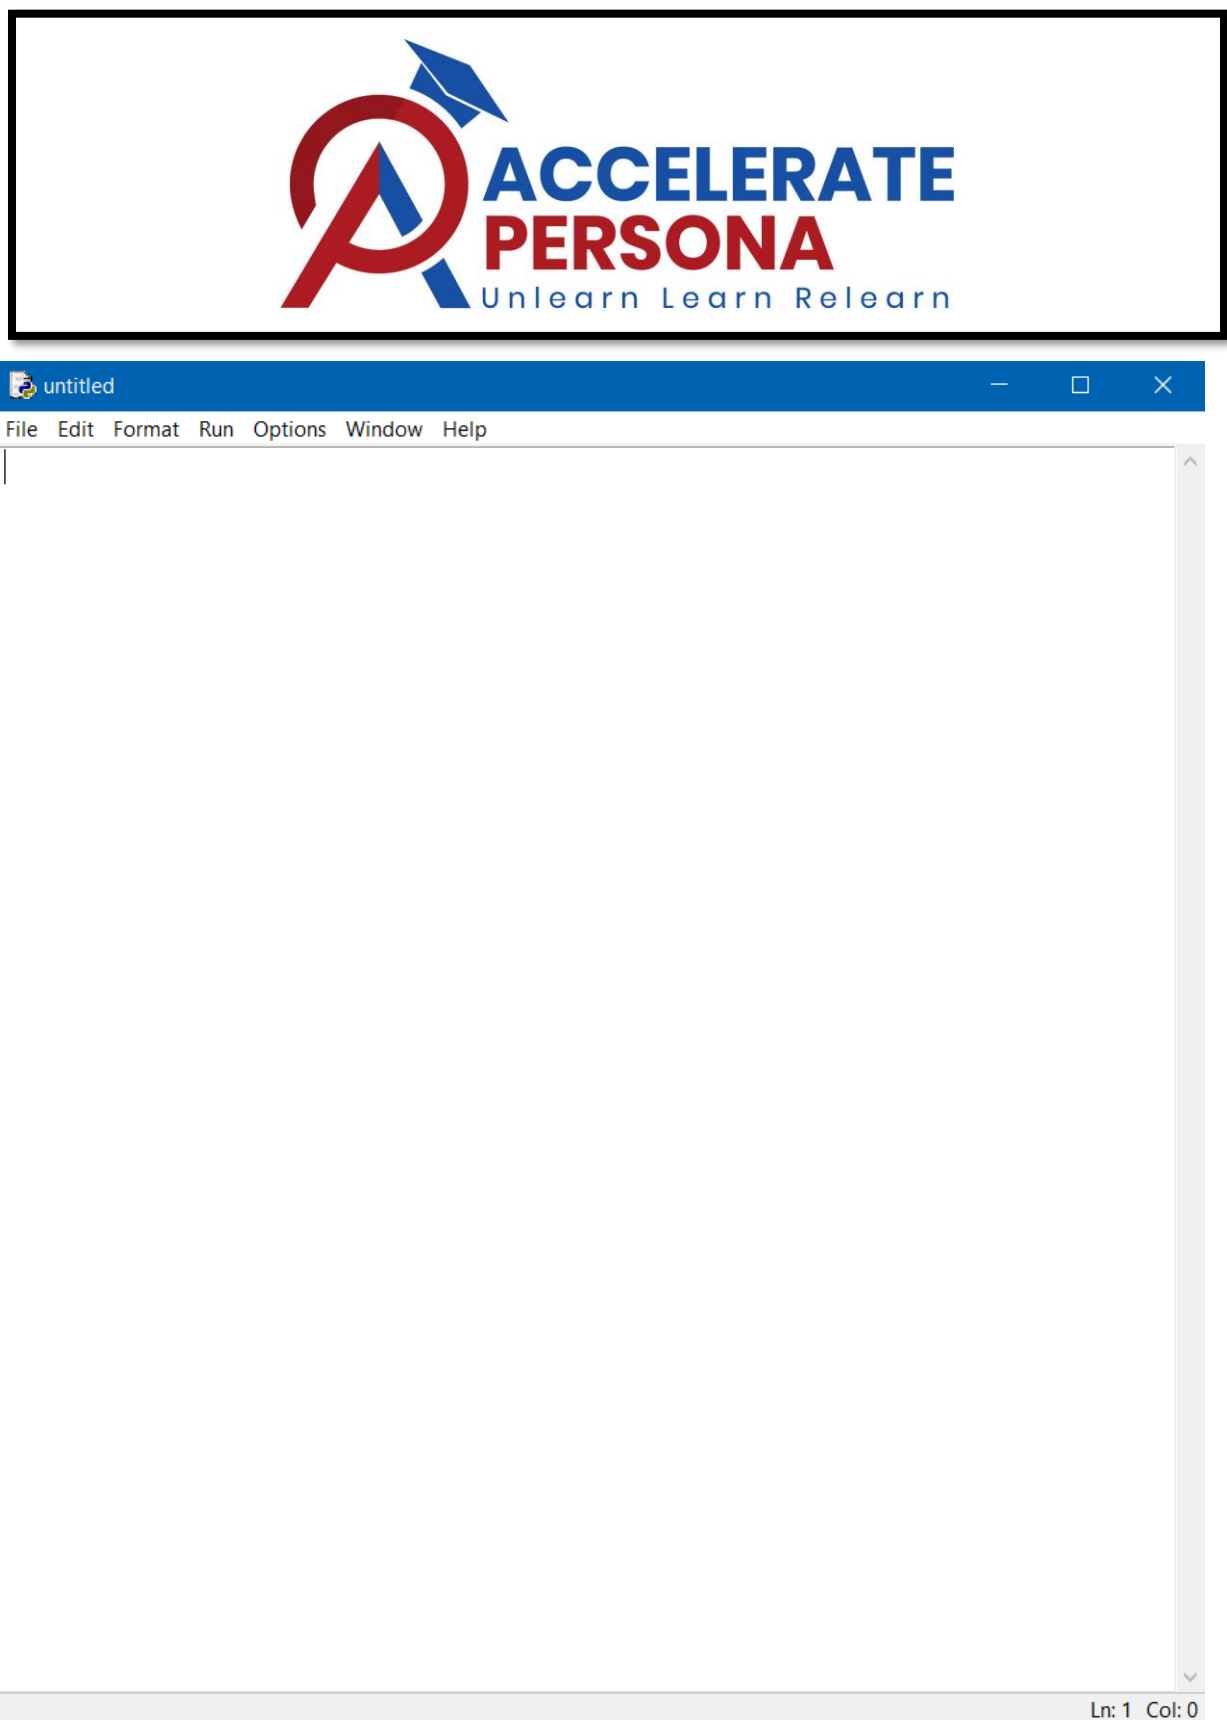 ACCELERATE
PERSONA
Unlearn Learn Relearn
untitled
File Edit Format Run Options Window Help
Ln: 1 Col: 0